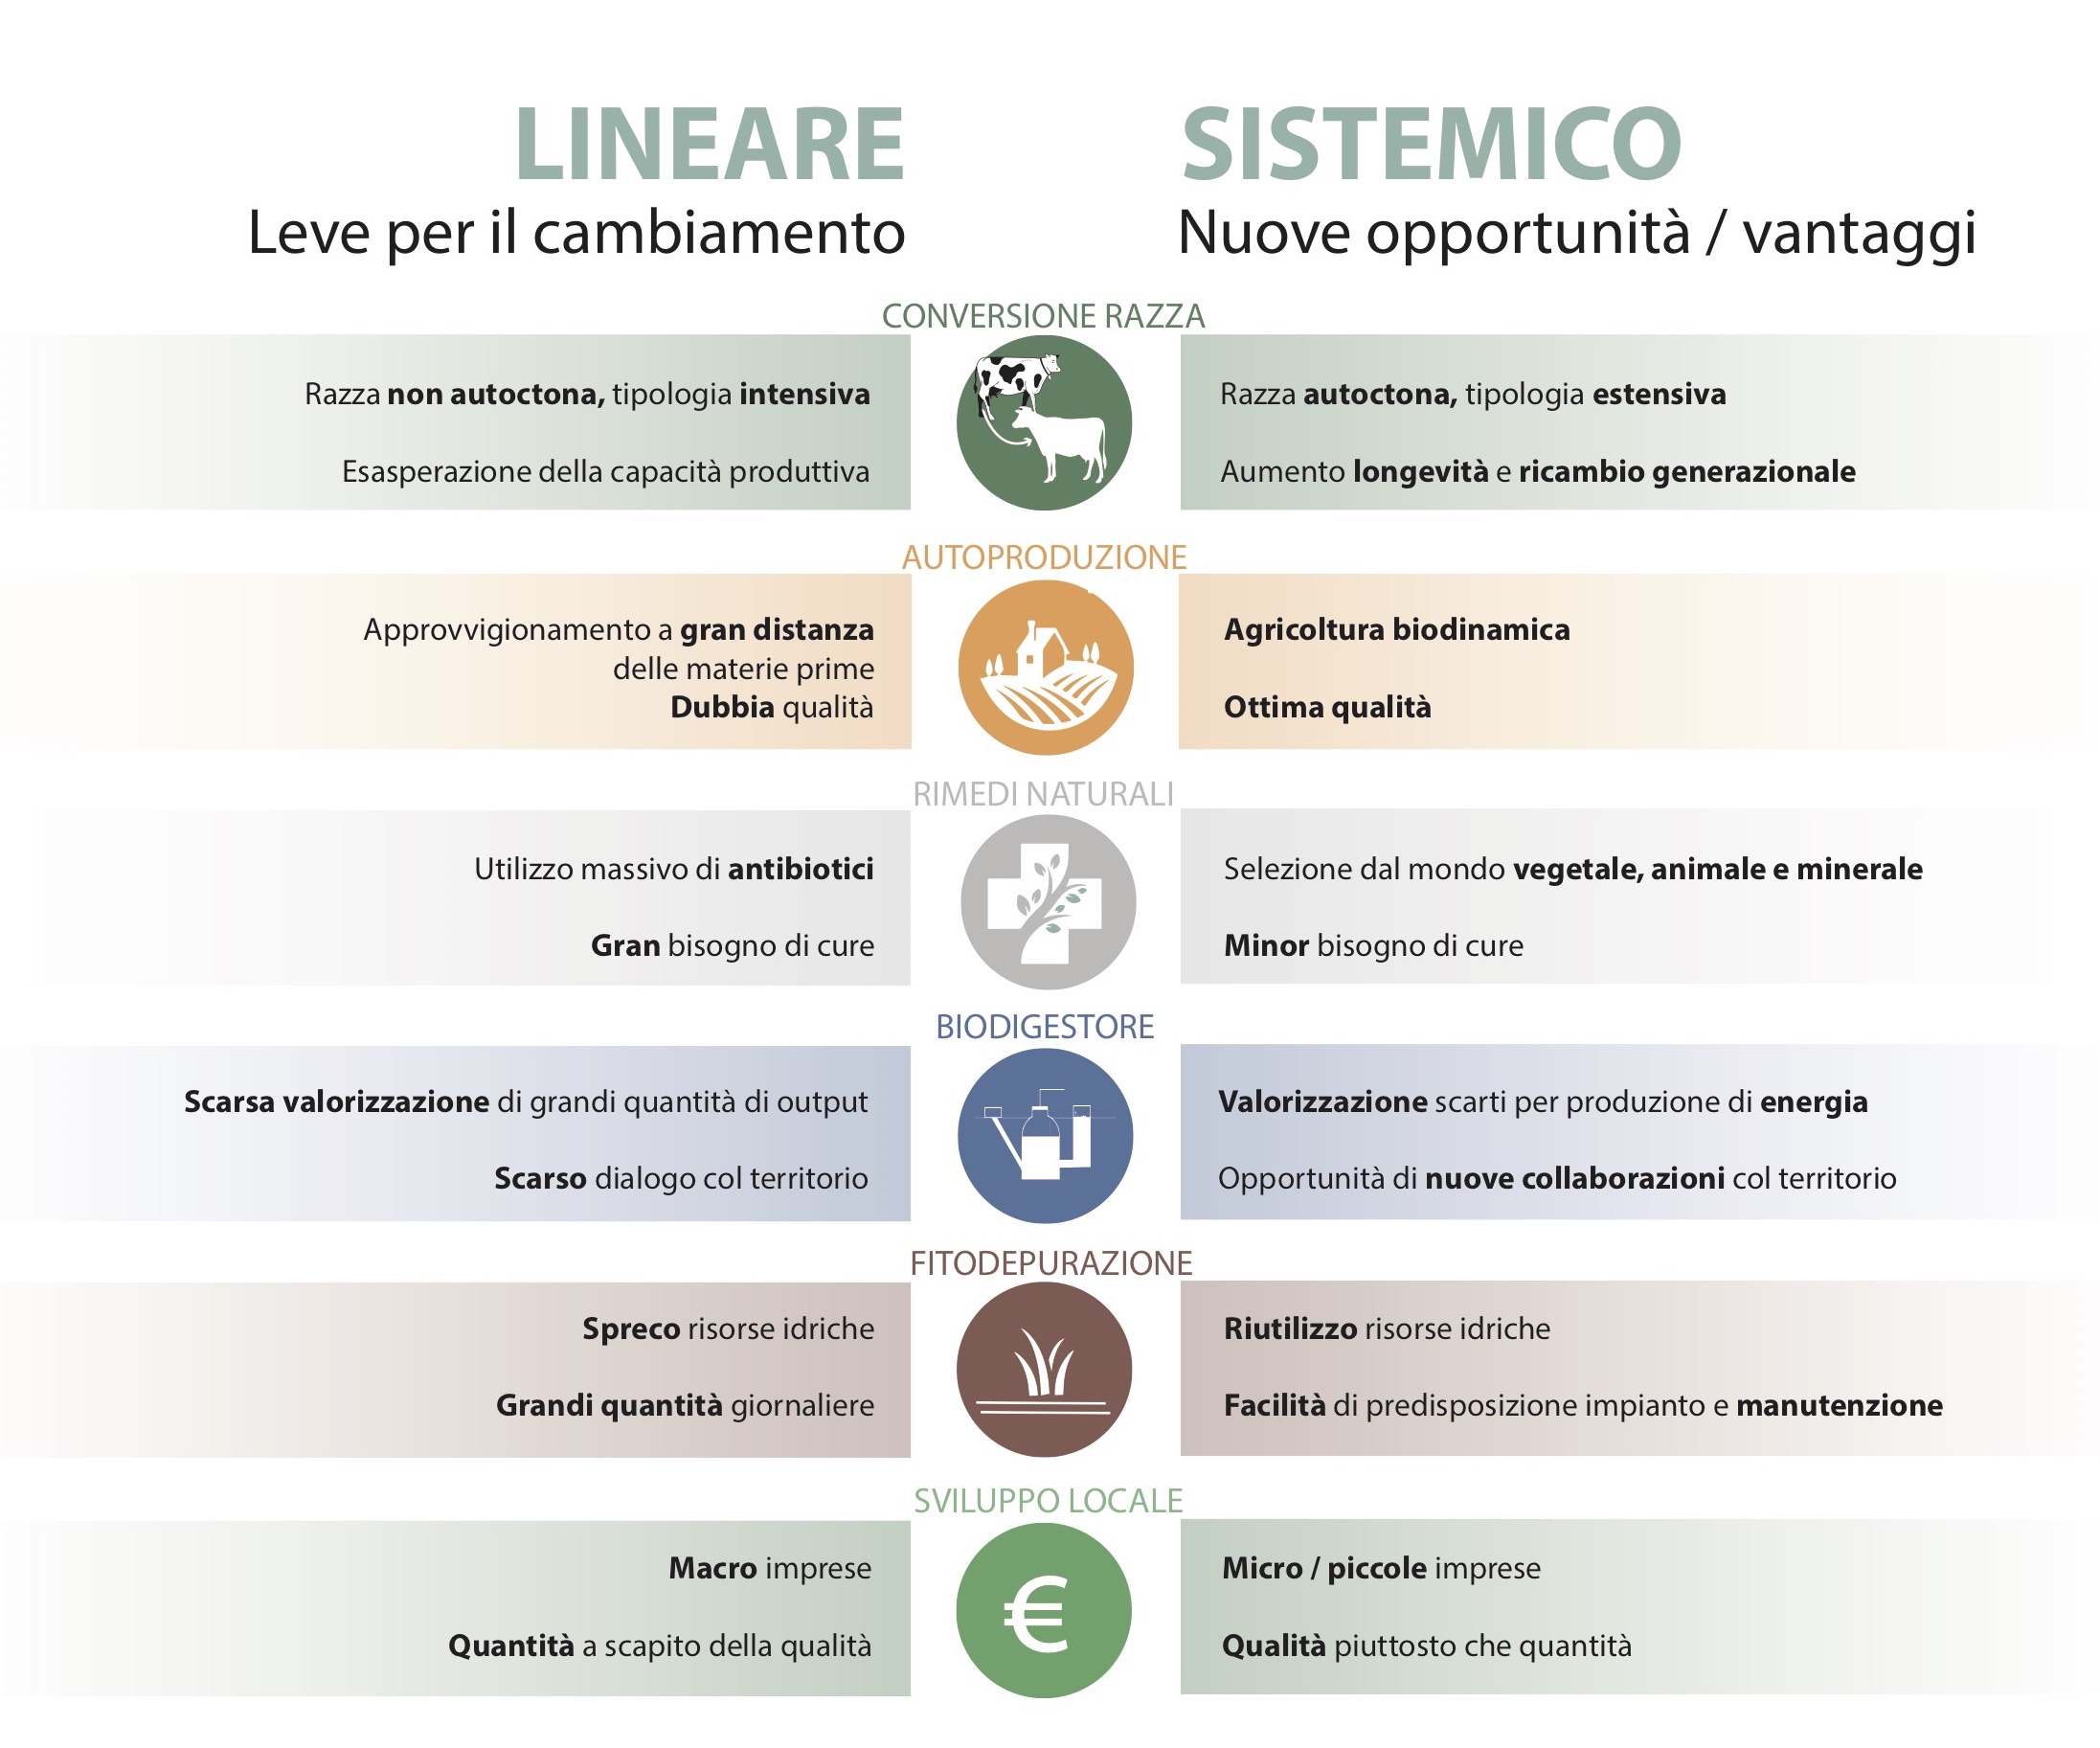 LINEARE
Leve per il cambiamento
SISTEMICO
Nuove opportunità / vantaggi
CONVERSIONE RAZZA
Razza non autoctona, tipologia intensiva
Esasperazione della capacità produttiva
Razza autoctona, tipologia estensiva
Aumento longevità e ricambio generazionale
AUTOPRODUZIONE
Approvvigionamento a gran distanza
delle materie prime
Dubbia qualità
Agricoltura biodinamica
Ottima qualità
RIMEDI NATURALI
Utilizzo massivo di antibiotici
Gran bisogno di cure
Selezione dal mondo vegetale, animale e minerale
Minor bisogno di cure
BIODIGESTORE
Scarsa valorizzazione di grandi quantità di output
Scarso dialogo col territorio
Valorizzazione scarti per produzione di energia
Opportunità di nuove collaborazioni col territorio
FITODEPURAZIONE
Spreco risorse idriche
Grandi quantità giornaliere
Riutilizzo risorse idriche
Facilità di predisposizione impianto e manutenzione
SVILUPPO LOCALE
Macro imprese
Quantità a scapito della qualità
€
Micro / piccole imprese
Qualità piuttosto che quantità